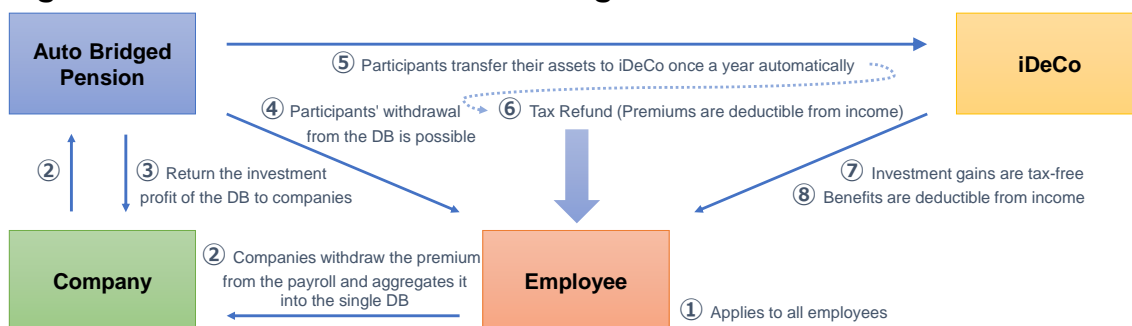 Auto Bridged
Pension
iDeCo
⑤ Participants transfer their assets to iDeCo once a year automatically
④ Participants' withdrawal
from the DB is possible
⑥ Tax Refund (Premiums are deductible from income)
②
③ Return the investment
profit of the DB to companies
⑦ Investment gains are tax-free
⑧ Benefits are deductible from income
Company
② Companies withdraw the premium
from the payroll and aggregates it
into the single DB
Employee
① Applies to all employees